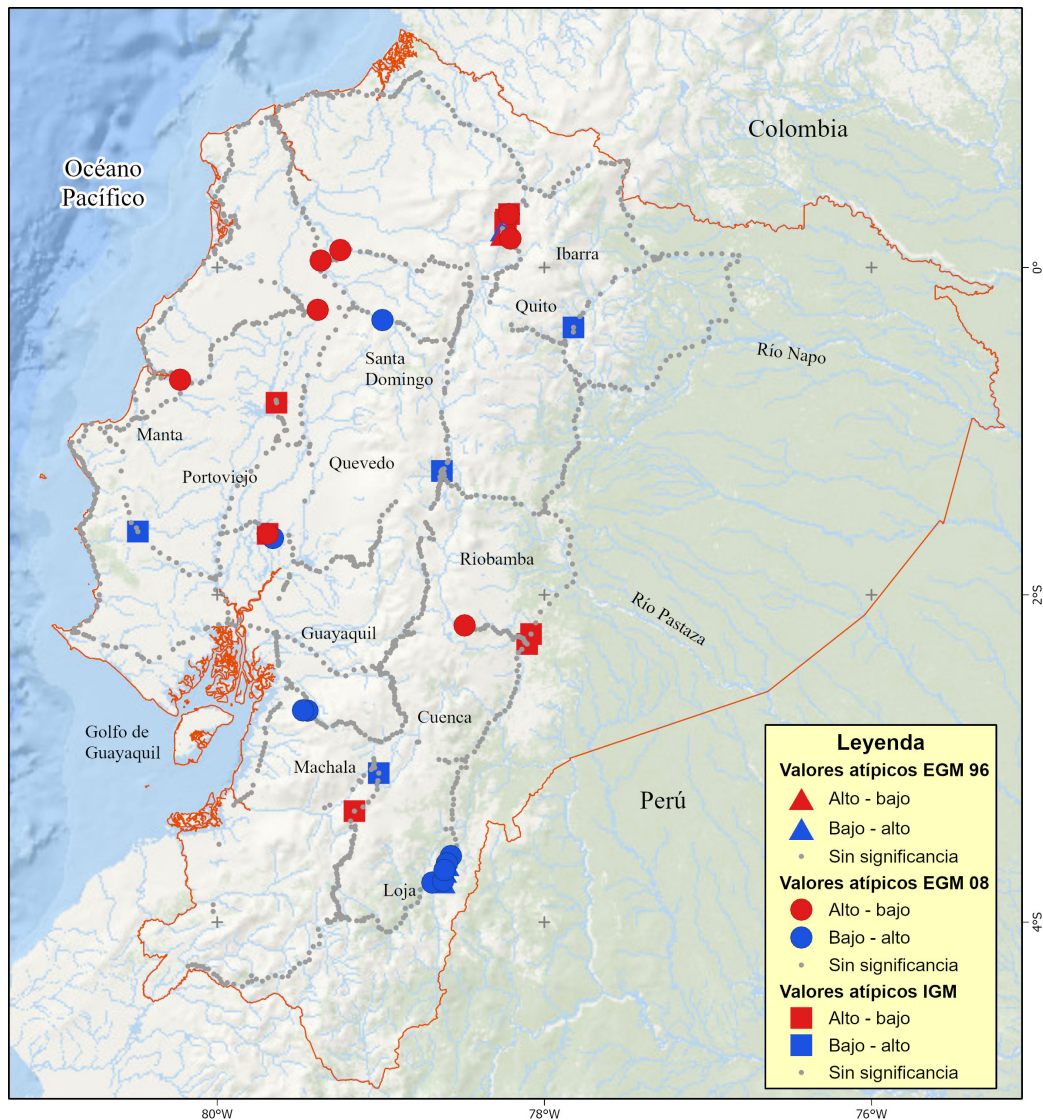 Colombia
Océano
Pacífico
Ibarra
0°
Quito
Río Napo
Santa
Domingo
Manta
Quevedo
Portoviejo
Riobamba
2°S
Río Pastaza
Guayaquil
Cuenca
Golfo de
Guayaquil
Machala
Perú
Loja
4°S
Leyenda
Valores atípicos EGM 96
Alto - bajo
Bajo - alto
Sin significancia
Valores atípicos EGM 08
Alto - bajo
Bajo - alto
Sin significancia
Valores atípicos IGM
Alto - bajo
Bajo - alto
Sin significancia
80°W
78°W
76°W